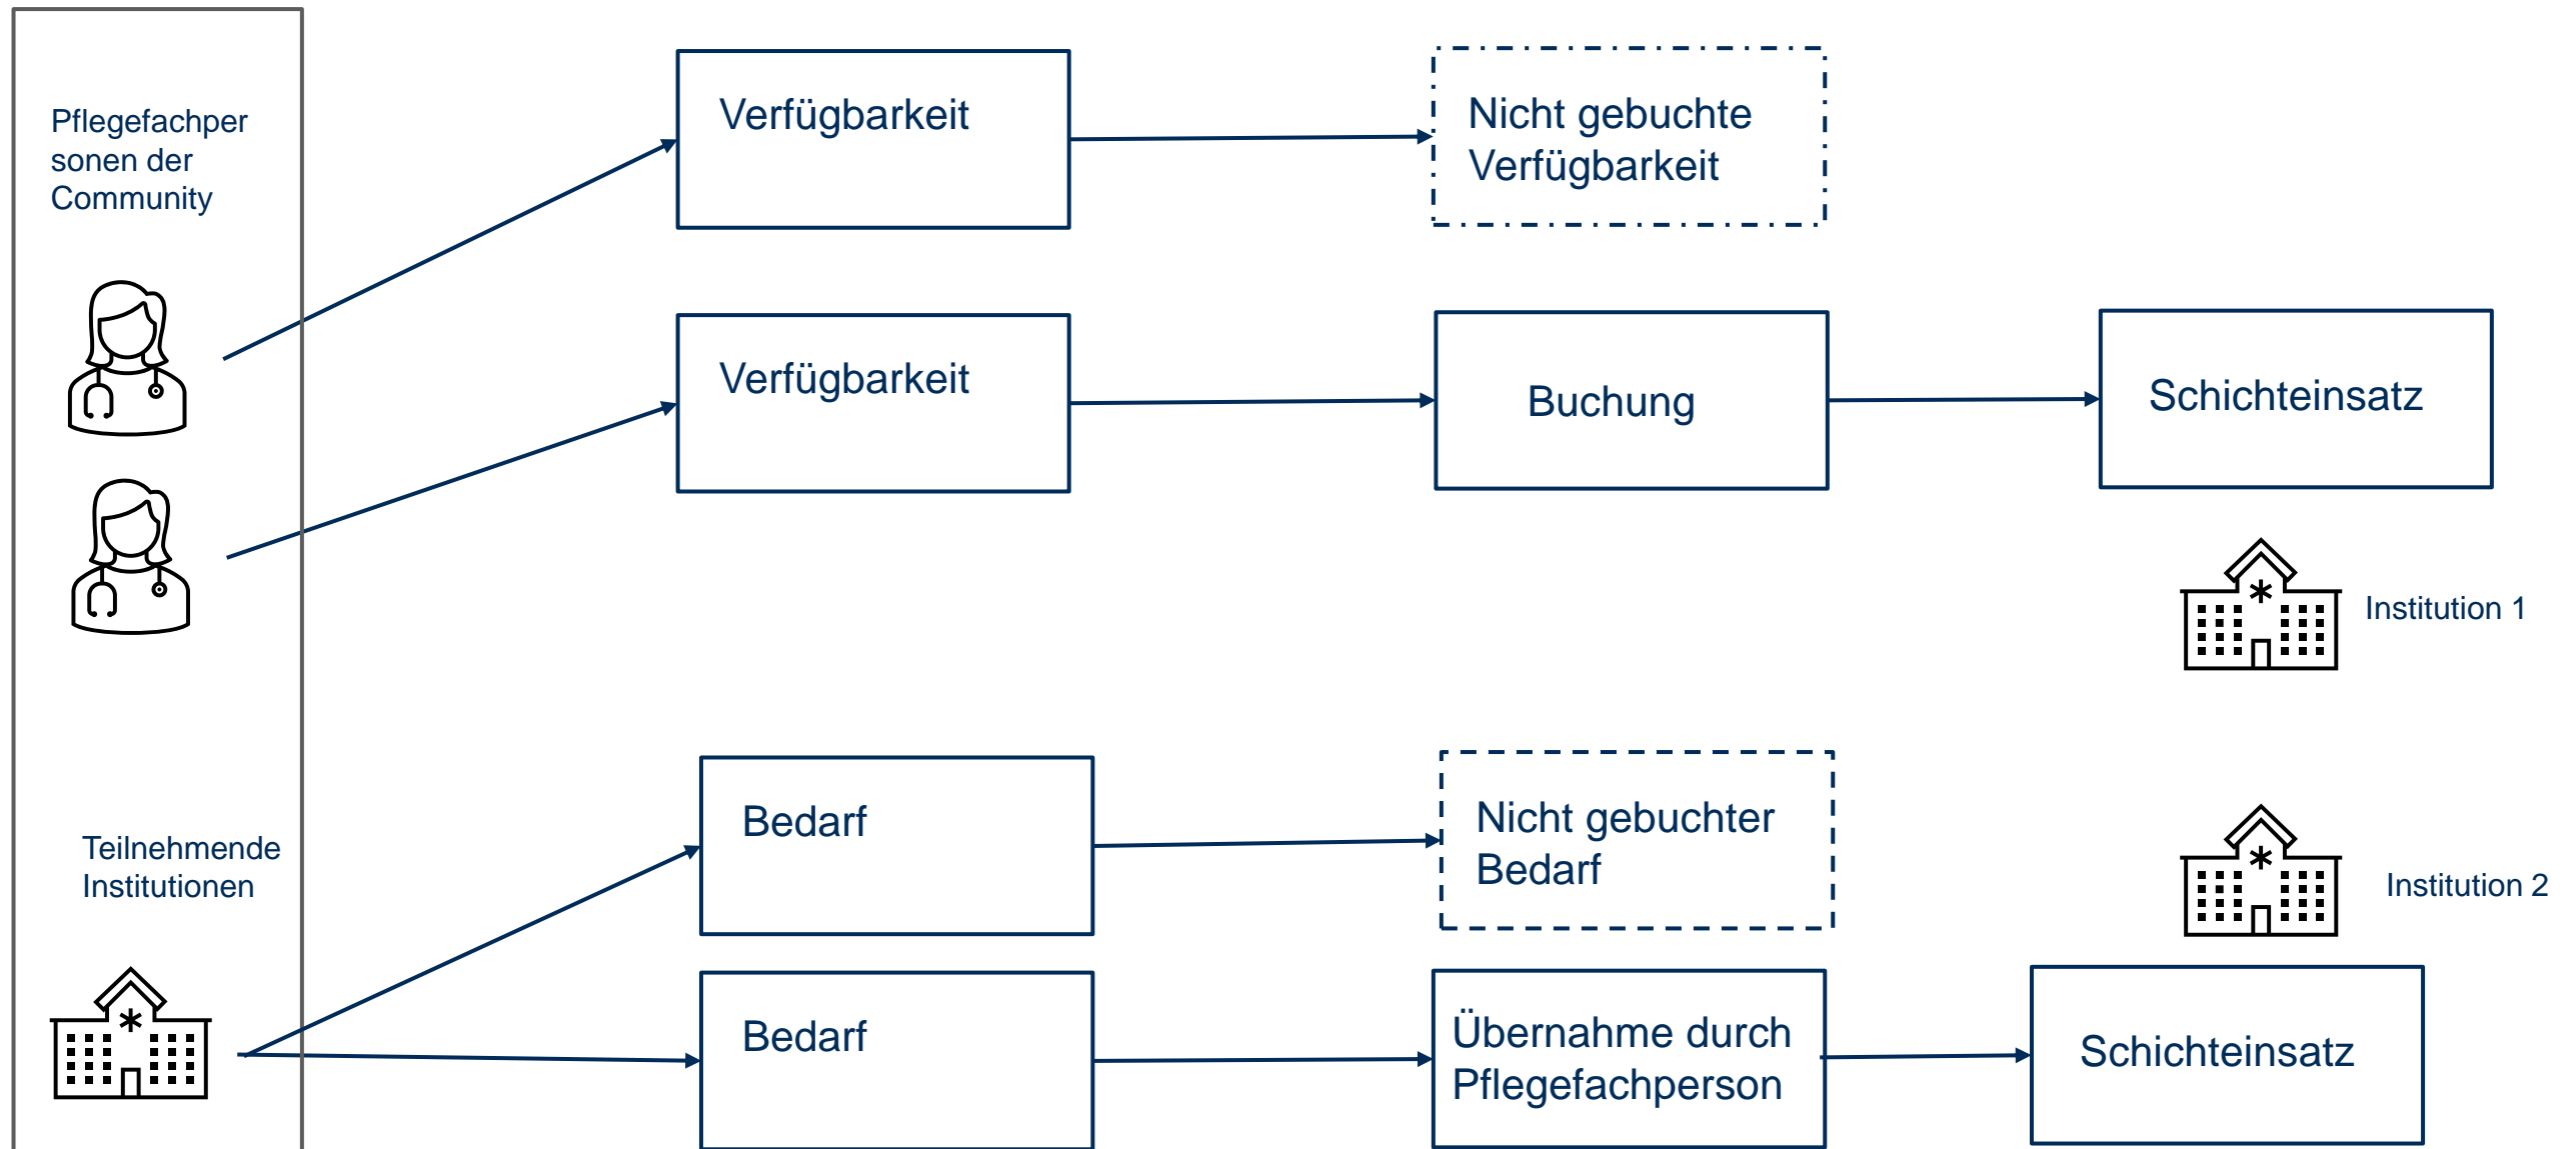 Pflegefachper
sonen der
Community
Verfügbarkeit
Nicht gebuchte
Verfügbarkeit
Verfügbarkeit
Buchung
Schichteinsatz
Institution 1
Teilnehmende
Institutionen
Bedarf
Nicht gebuchter
Bedarf
Institution 2
Bedarf
Übernahme durch
Pflegefachperson
Schichteinsatz